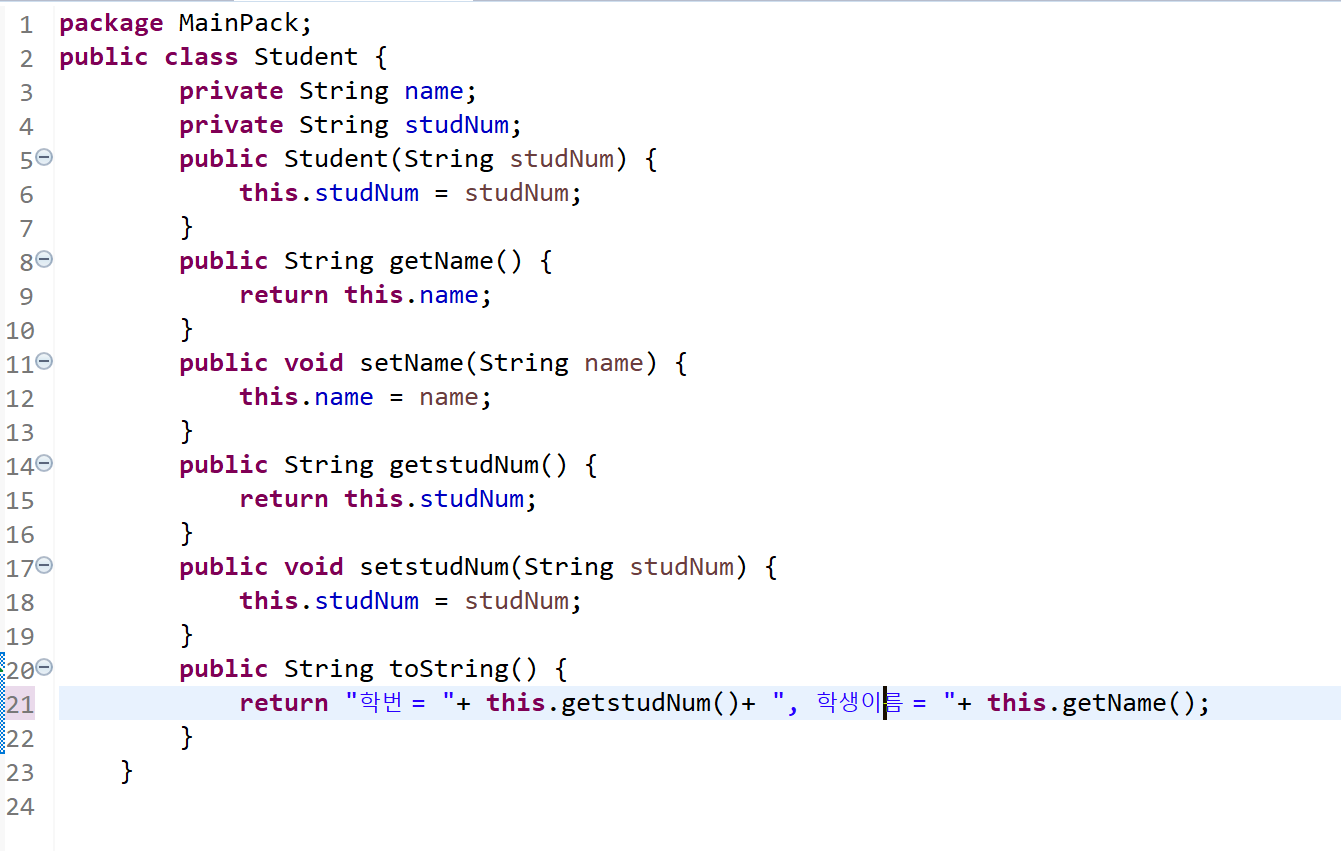 1 package MainPack;
2 public class Student {
3 private String name;
4 private String studNum;
5 public Student(String studNum) {
6 this.studNum = studNum;
7 }
8 public String getName() {
9 return this.name;
10 }
11 public void setName(String name) {
12 this.name = name;
13 }
14 public String getstudNum() {
15 return this.studNum;
16 }
17 public void setstudNum(String studNum) {
18 this.studNum = studNum;
19 }
20 public String toString() {
21 return "학번 = "+ this.getstudNum()+ ", 학생이름 = "+ this.getName();
22 }
23 }
24